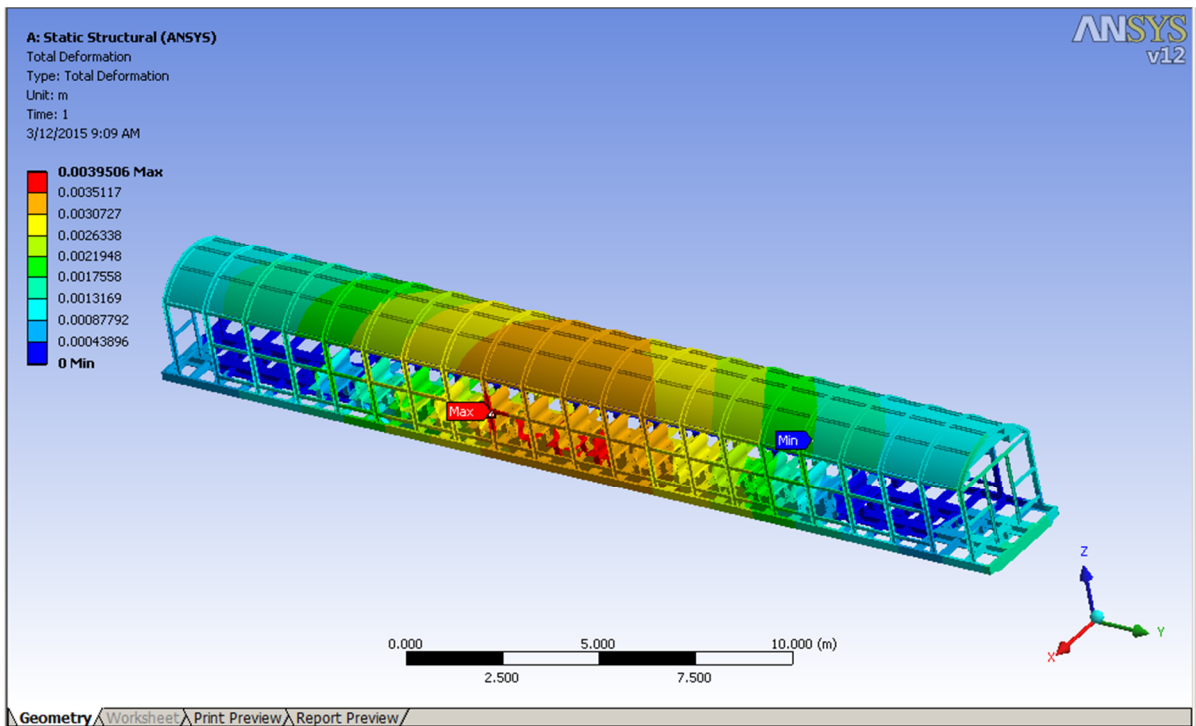 A: Static Structural (ANSYS)
Total Deformation
Type: Total Deformation
Unit: m
Time: 1
3/12/2015 9:09 AM
ANSYS
v12
0.0039506 Max
0.0035117
0.0030727
0.0026338
0.0021948
0.0017558
0.0013169
0.00087792
0.00043896
0 Min
Max
Min
Z
Y
X
0.000 5.000 10.000 (m)
2.500 7.500
Geometry Worksheet Print Preview Report Preview